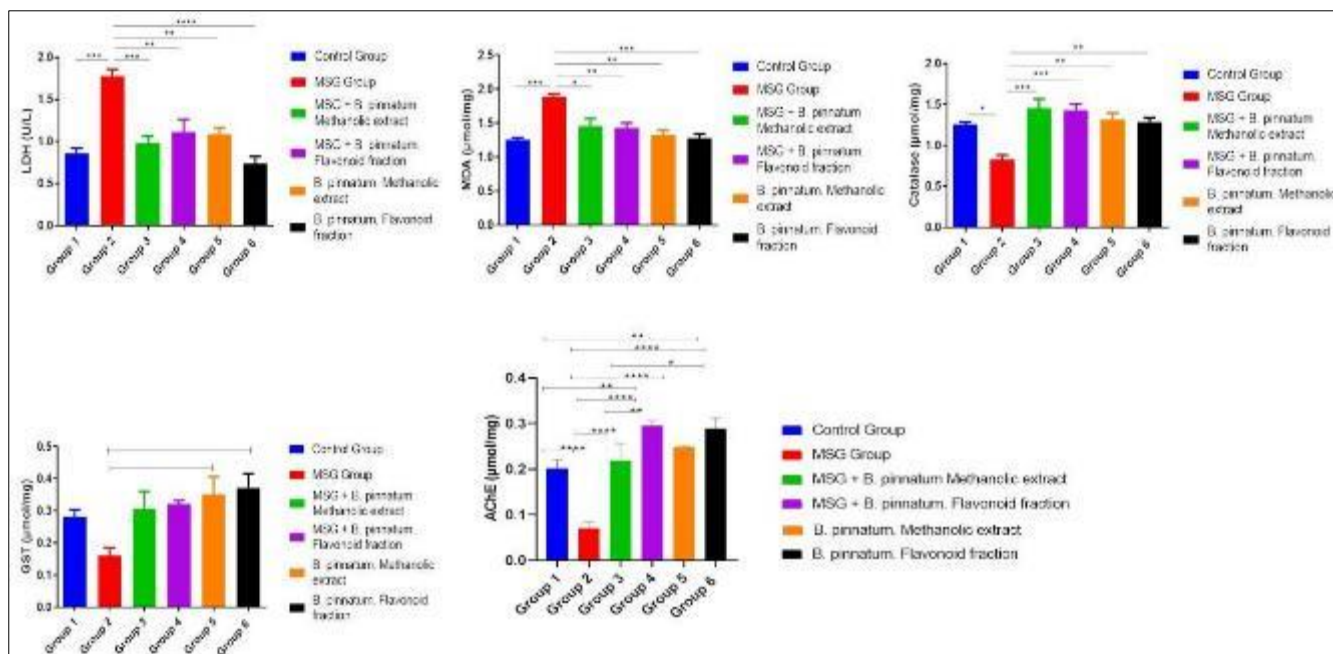 ****
**
**
*** ***
2.0
1.5
1.0
0.5
0.0
LDH (U/L)
Group 1
Group 2
Group 3
Group 4
Group 5
Group 6
Control Group
MSG Group
MSG + B. pinnatum
Methanolic extract
MSG + B. pinnatum.
Flavonoid fraction
B. pinnatum. Methanolic
extract
B. pinnatum. Flavonoid
fraction
***
**
**
*** *
2.5
2.0
1.5
1.0
0.5
0.0
MDA (µmol/mg)
Group 1
Group 2
Group 3
Group 4
Group 5
Group 6
Control Group
MSG Group
MSG + B. pinnatum
Methanolic extract
MSG + B. pinnatum.
Flavonoid fraction
B. pinnatum. Methanolic
extract
B. pinnatum. Flavonoid
fraction
**
**
***
* ***
2.0
1.5
1.0
0.5
0.0
Catalase (µmol/mg)
Group 1
Group 2
Group 3
Group 4
Group 5
Group 6
Control Group
MSG Group
MSG + B. pinnatum
Methanolic extract
MSG + B. pinnatum.
Flavonoid fraction
B. pinnatum. Methanolic
extract
B. pinnatum. Flavonoid
fraction
0.5
0.4
0.3
0.2
0.1
0.0
GST (µmol/mg)
Group 1
Group 2
Group 3
Group 4
Group 5
Group 6
Control Group
MSG Group
MSG + B. pinnatum
Methanolic extract
MSG + B. pinnatum.
Flavonoid fraction
B. pinnatum. Methanolic
extract
B. pinnatum. Flavonoid
fraction
**
****
*
****
**
****
**
****
****
0.4
0.3
0.2
0.1
0.0
AChE (µmol/mg)
Group 1
Group 2
Group 3
Group 4
Group 5
Group 6
Control Group
MSG Group
MSG + B. pinnatum Methanolic extract
MSG + B. pinnatum. Flavonoid fraction
B. pinnatum. Methanolic extract
B. pinnatum. Flavonoid fraction